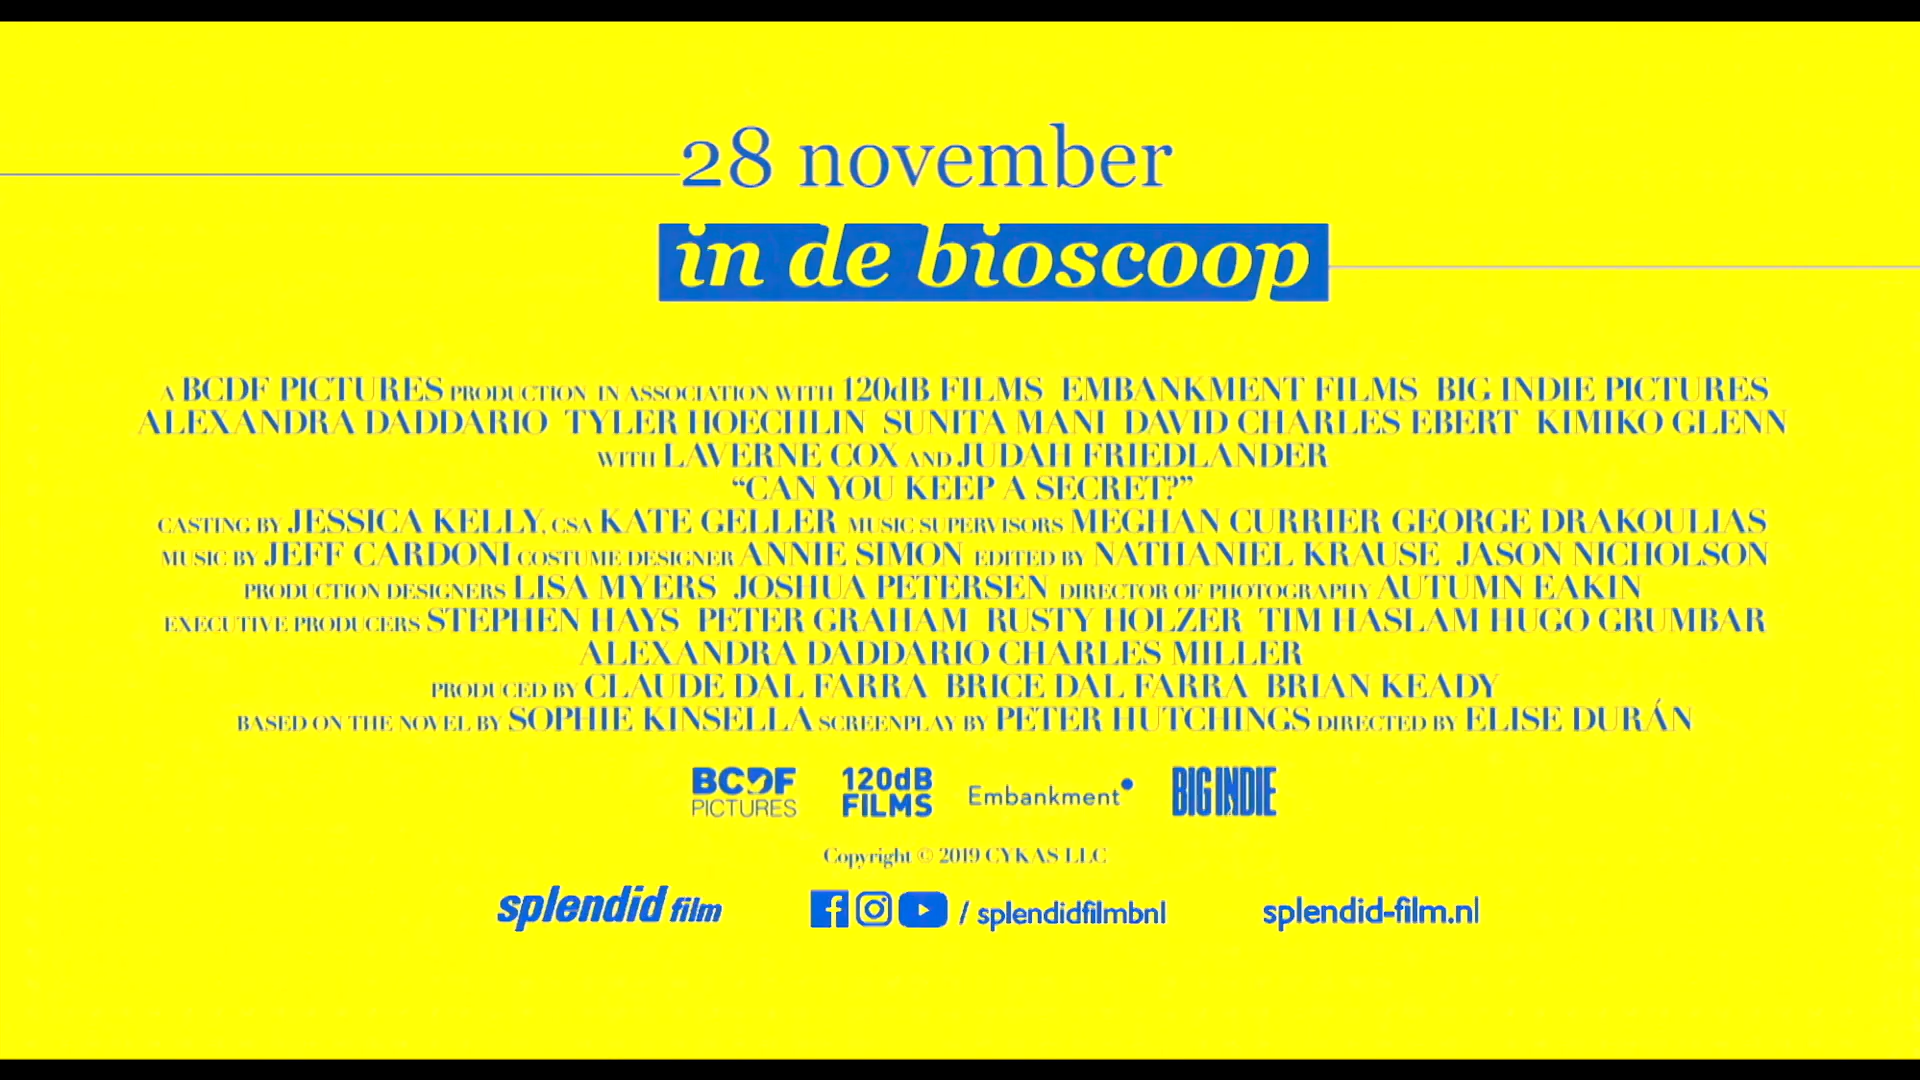 28 november
in de bioscoop
A BCDF PICTURES PRODUCTION IN ASSOCIATION WITH 120dB FILMS EMBANKMENT FILMS BIG INDIE PICTURES
ALEXANDRA DADDARIO TYLER HOECHLIN SUNITA MANI DAVID CHARLES EBERT KIMIKO GLENN
WITH LAVERNE COX AND JUDAH FRIEDLANDER
“CAN YOU KEEP A SECRET?”
CASTING BY JESSICA KELLY, CSA KATE GELLER MUSIC SUPERVISORS MEGHAN CURRIER GEORGE DRAKOULIAS
MUSIC BY JEFF CARDONI COSTUME DESIGNER ANNIE SIMON EDITED BY NATHANIEL KRAUSE JASON NICHOLSON
PRODUCTION DESIGNERS LISA MYERS JOSHUA PETERSEN DIRECTOR OF PHOTOGRAPHY AUTUMN EAKIN
EXECUTIVE PRODUCERS STEPHEN HAYS PETER GRAHAM RUSTY HOLZER TIM HASLAM HUGO GRUMBAR
ALEXANDRA DADDARIO CHARLES MILLER
PRODUCED BY CLAUDE DAL FARRA BRICE DAL FARRA BRIAN KEADY
BASED ON THE NOVEL BY SOPHIE KINSELLA SCREENPLAY BY PETER HUTCHINGS DIRECTED BY ELISE DURÁN
BCDF PICTURES 120dB FILMS Embankment BIG INDIE
Copyright © 2019 CYKAS LLC
splendid film / splendidfilmbnl splendid-film.nl